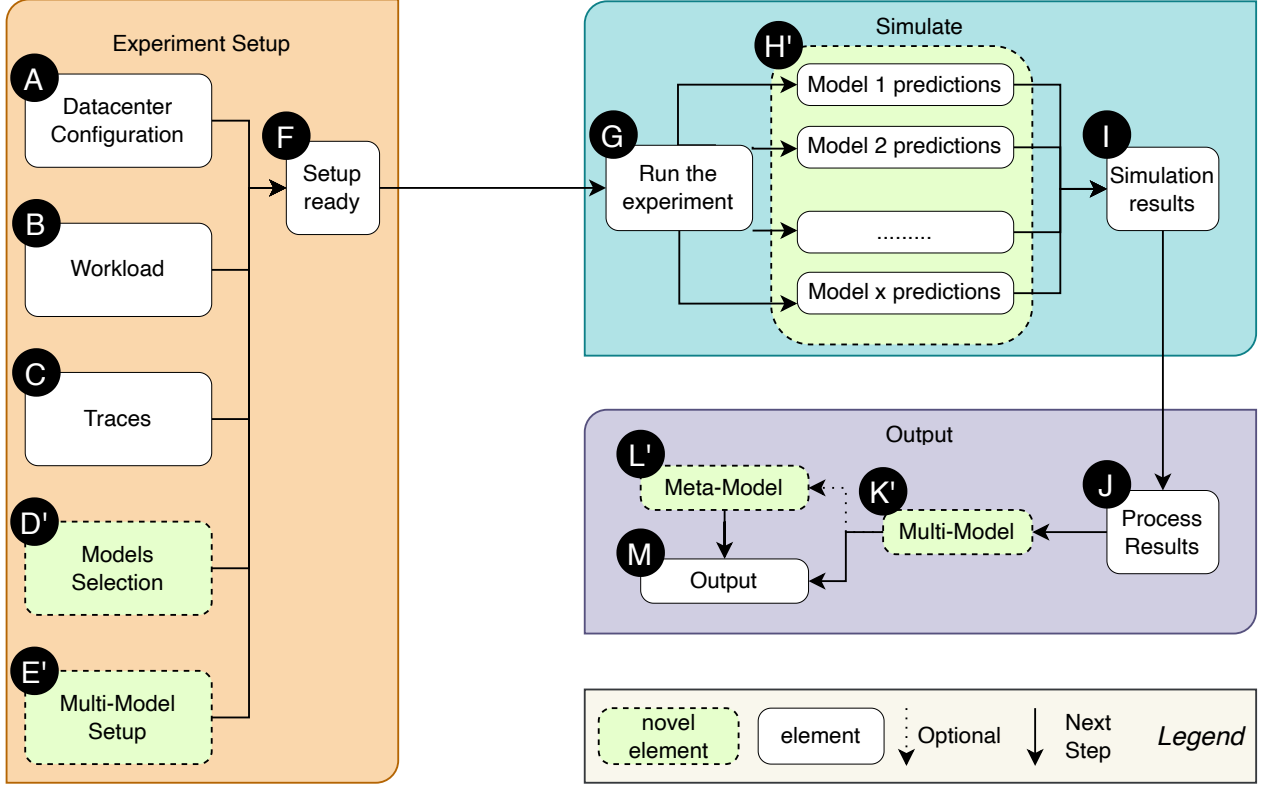 Experiment Setup
A
Datacenter
Configuration
B
Workload
C
Traces
D'
Models
Selection
E'
Multi-Model
Setup
F
Setup
ready
Simulate
G
Run the
experiment
H'
Model 1 predictions
Model 2 predictions
.........
Model x predictions
I
Simulation
results
Output
J
Process
Results
K'
Multi-Model
L'
Meta-Model
M
Output
novel
element
element
Optional
Next
Step
Legend